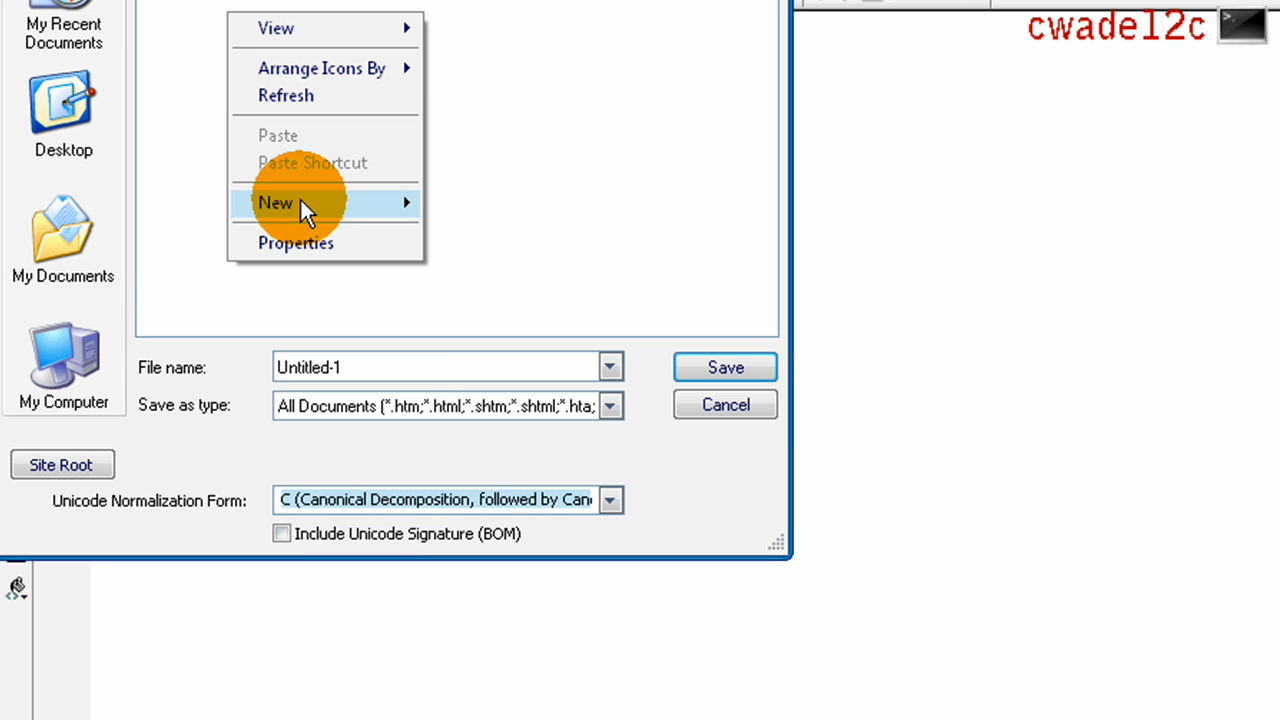 cwade12c
My Recent
Documents
Desktop
My Documents
My Computer
View
Arrange Icons By
Refresh
Paste
Paste Shortcut
New
Properties
File name:
Untitled-1
Save
Save as type:
All Documents (*.htm;*.html;*.shtm;*.shtml;*.hta;
Cancel
Site Root
Unicode Normalization Form:
C (Canonical Decomposition, followed by Can
Include Unicode Signature (BOM)